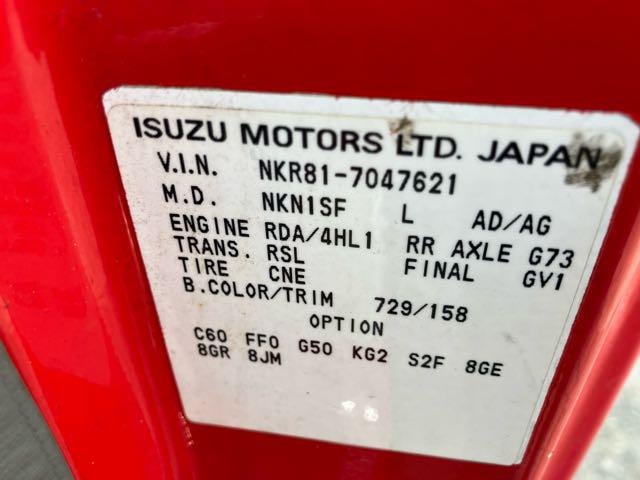 ISUZU MOTORS LTD. JAPAN
V.I.N. NKR81-7047621
M.D. NKN1SF L AD/AG
ENGINE RDA/4HL1 RR AXLE G73
TRANS. RSL FINAL GV1
TIRE CNE
B.COLOR/TRIM 729/158
OPTION
C60 FF0 G50 KG2 S2F 8GE
8GR 8JM